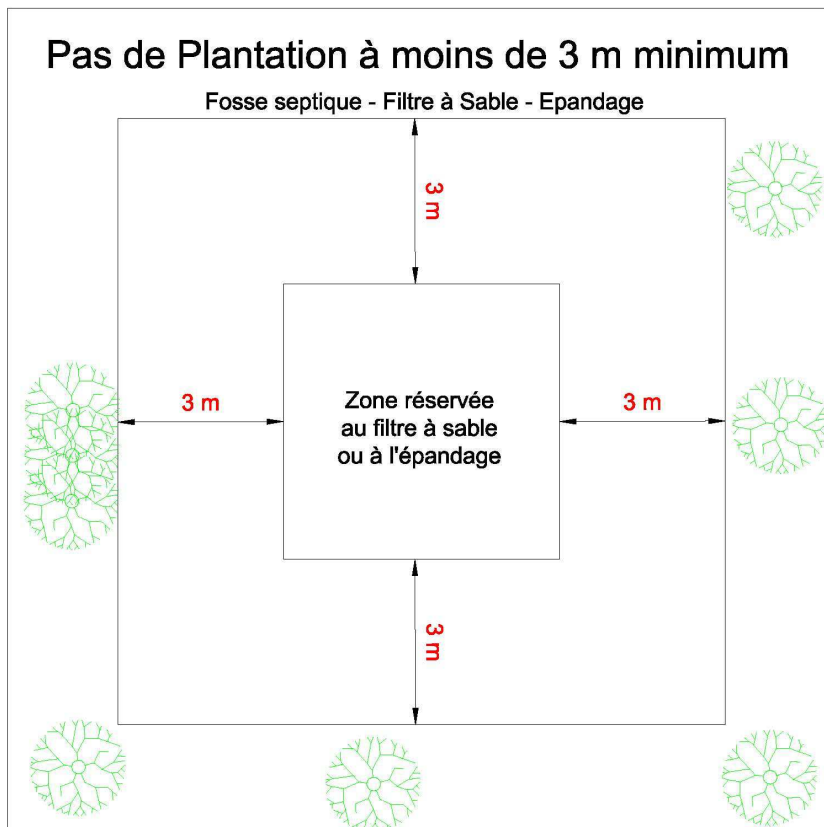 Pas de Plantation à moins de 3 m minimum
Fosse septique - Filtre à Sable - Epandage
3 m
3 m
Zone réservée
au filtre à sable
ou à l'épandage
3 m
3 m